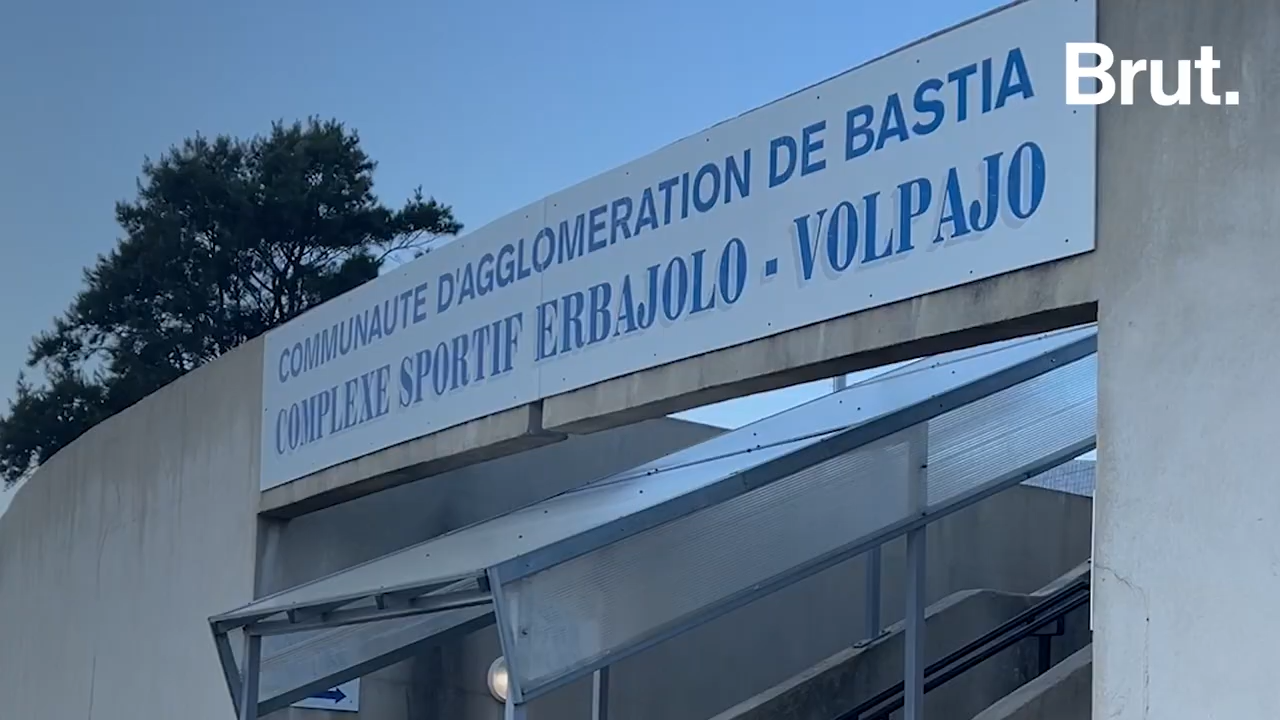 Brut.
COMMUNAUTE D'AGGLOMERATION DE BASTIA
COMPLEXE SPORTIF ERBAJOLO - VOLPAJO